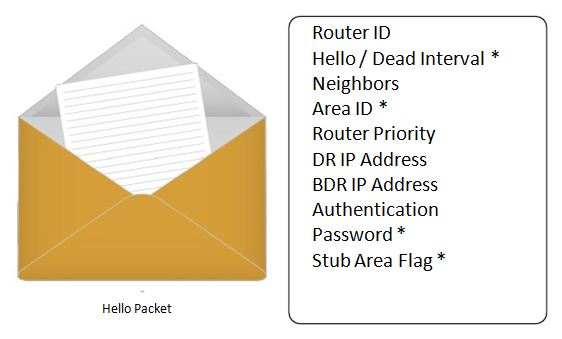 Router ID
Hello / Dead Interval *
Neighbors
Area ID *
Router Priority
DR IP Address
BDR IP Address
Authentication
Password *
Stub Area Flag *
Hello Packet